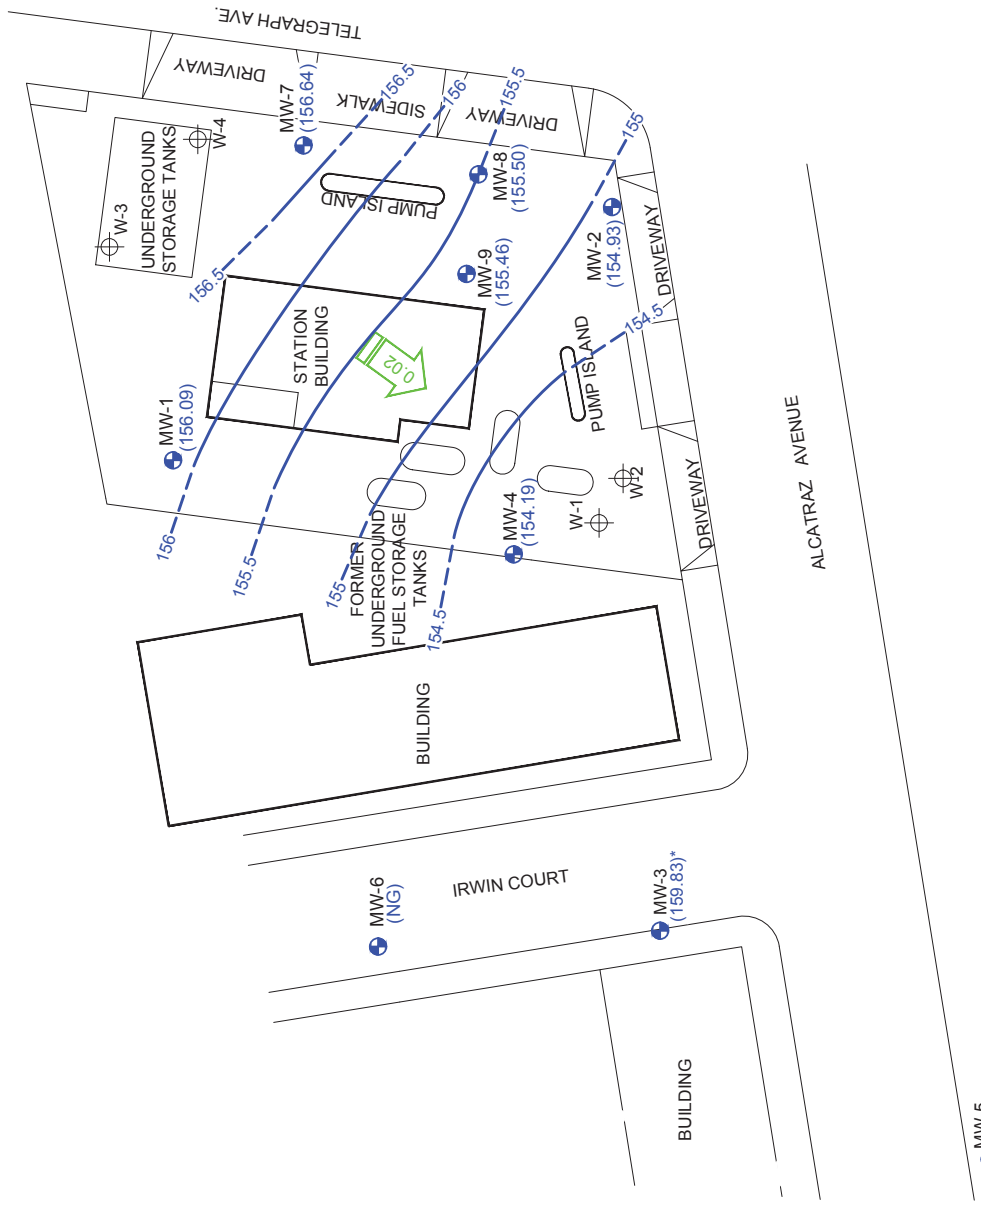 TELEGRAPH AVE.
DRIVEWAY
SIDEWALK
DRIVEWAY
MW-7
(156.64)
W-4
W-3
UNDERGROUND
STORAGE TANKS
156.5
156
155.5
155
PUMP ISLAND
MW-8
(155.50)
MW-9
(155.46)
MW-2
(154.93)
DRIVEWAY
156.5
STATION
BUILDING
0.02
154.5
PUMP ISLAND
MW-1
(156.09)
156
155.5
155
154.5
FORMER
UNDERGROUND
FUEL STORAGE
TANKS
MW-4
(154.19)
W-1
W-2
DRIVEWAY
ALCATRAZ AVENUE
BUILDING
IRWIN COURT
MW-6
(NG)
MW-3
(159.83)*
BUILDING
MW-5